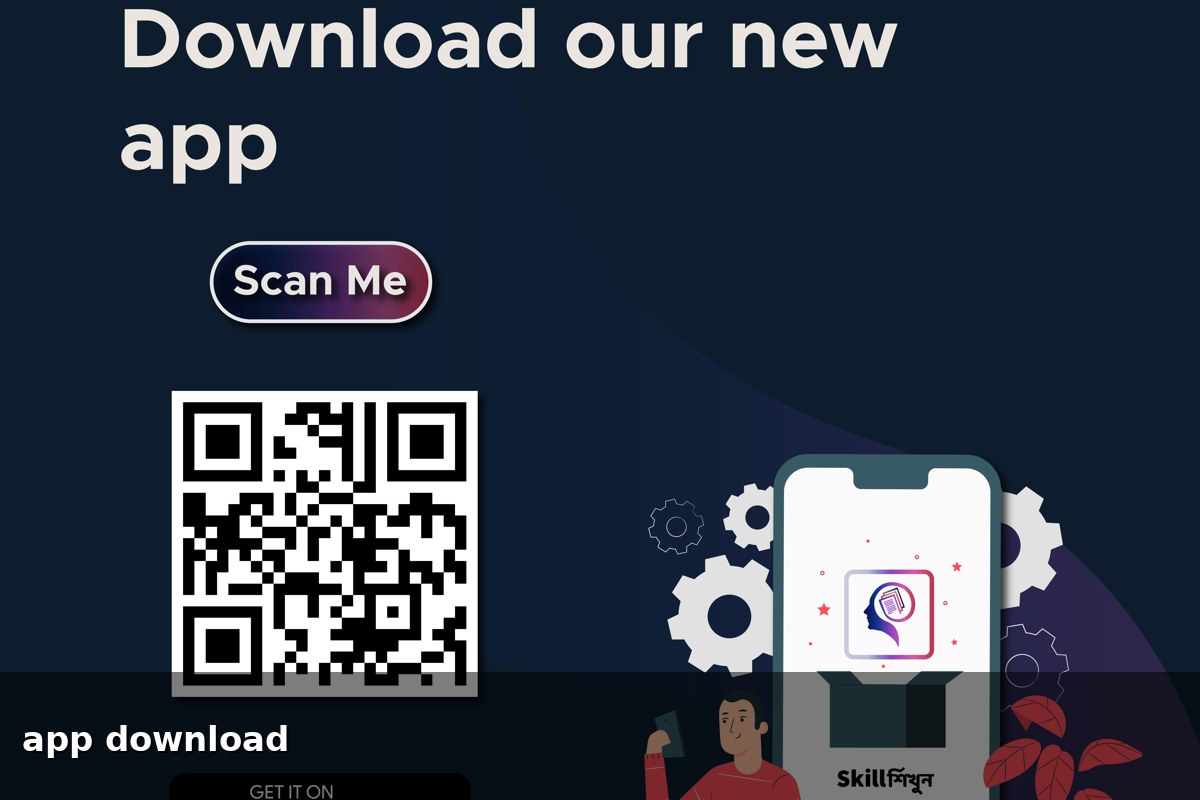 Download our new
app
Scan Me
app download
GET IT ON
Skillশিখুন